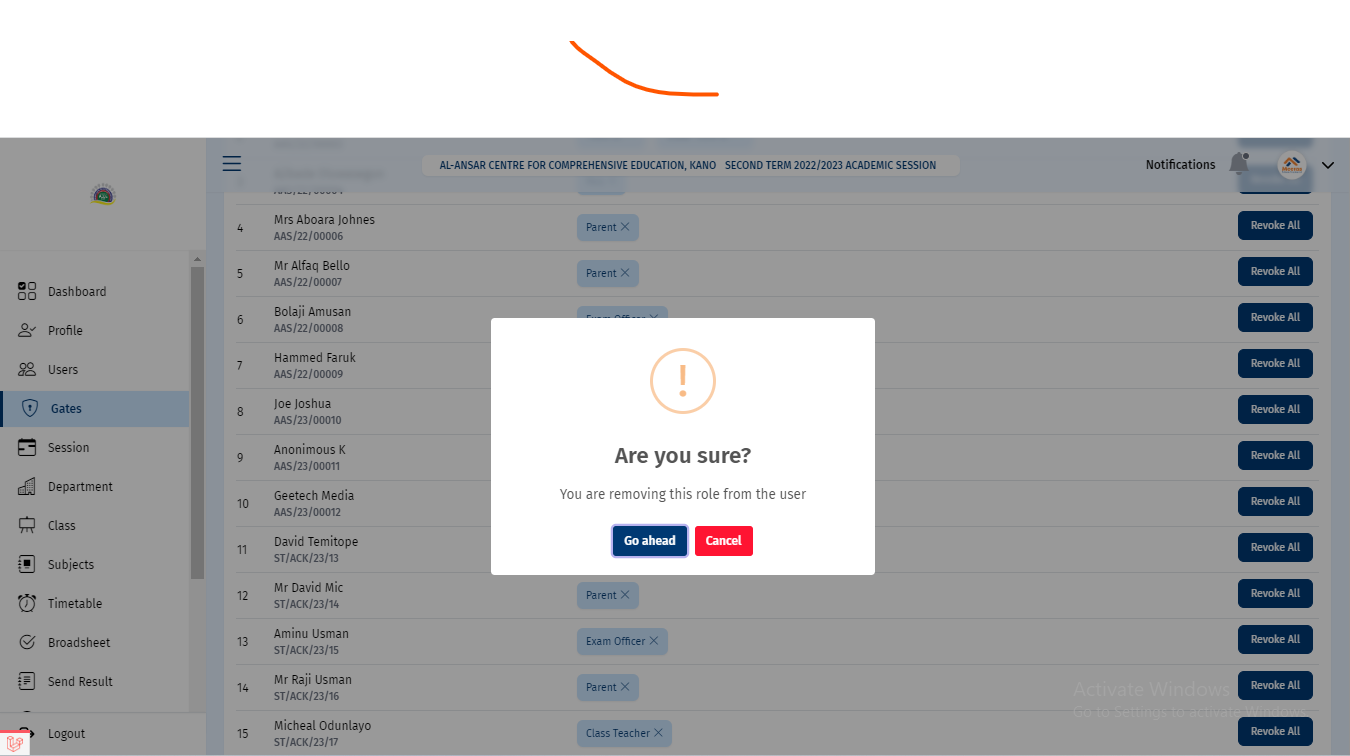 AL-ANSAR CENTRE FOR COMPREHENSIVE EDUCATION, KANO SECOND TERM 2022/2023 ACADEMIC SESSION
Notifications
Dashboard
Profile
Users
Gates
Session
Department
Class
Subjects
Timetable
Broadsheet
Send Result
Logout
4 Mrs Aboara Johnes Parent Revoke All
AAS/22/00006
5 Mr Alfaq Bello Parent Revoke All
AAS/22/00007
6 Bolaji Amusan Exam Officer Revoke All
AAS/22/00008
7 Hammed Faruk Revoke All
AAS/22/00009
8 Joe Joshua Revoke All
AAS/23/00010
9 Anonimous K Revoke All
AAS/23/00011
10 Geetech Media Revoke All
AAS/23/00012
11 David Temitope Revoke All
ST/ACK/23/13
12 Mr David Mic Parent Revoke All
ST/ACK/23/14
13 Aminu Usman Exam Officer Revoke All
ST/ACK/23/15
14 Mr Raji Usman Parent Revoke All
ST/ACK/23/16
15 Micheal Odunlayo Class Teacher Revoke All
ST/ACK/23/17
!
Are you sure?
You are removing this role from the user
Go ahead Cancel
Activate Windows
Go to Settings to activate Windows.